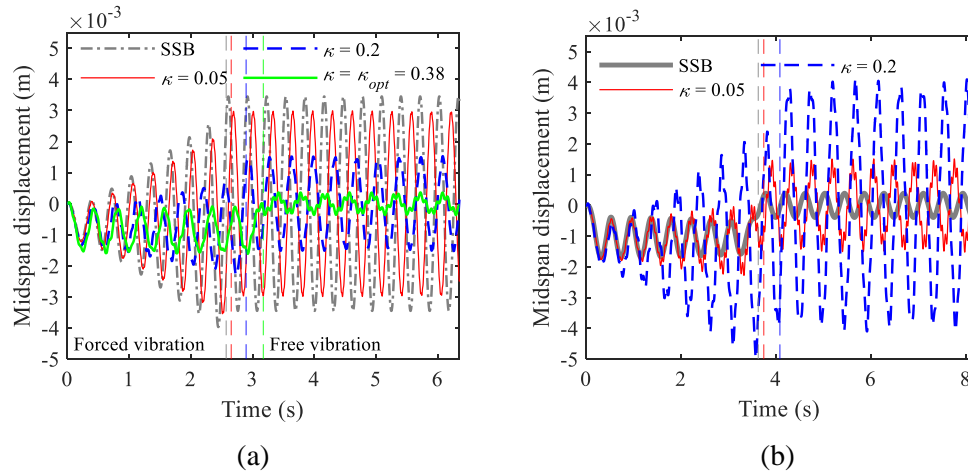 ×10⁻³
5
4
3
2
1
0
-1
-2
-3
-4
-5
Midspan displacement (m)
SSB
κ = 0.2
κ = 0.05
κ = κₒₚₜ = 0.38
Forced vibration
Free vibration
0 1 2 3 4 5 6
Time (s)
(a)
×10⁻³
5
4
3
2
1
0
-1
-2
-3
-4
-5
Midspan displacement (m)
SSB
κ = 0.2
κ = 0.05
0 2 4 6 8
Time (s)
(b)